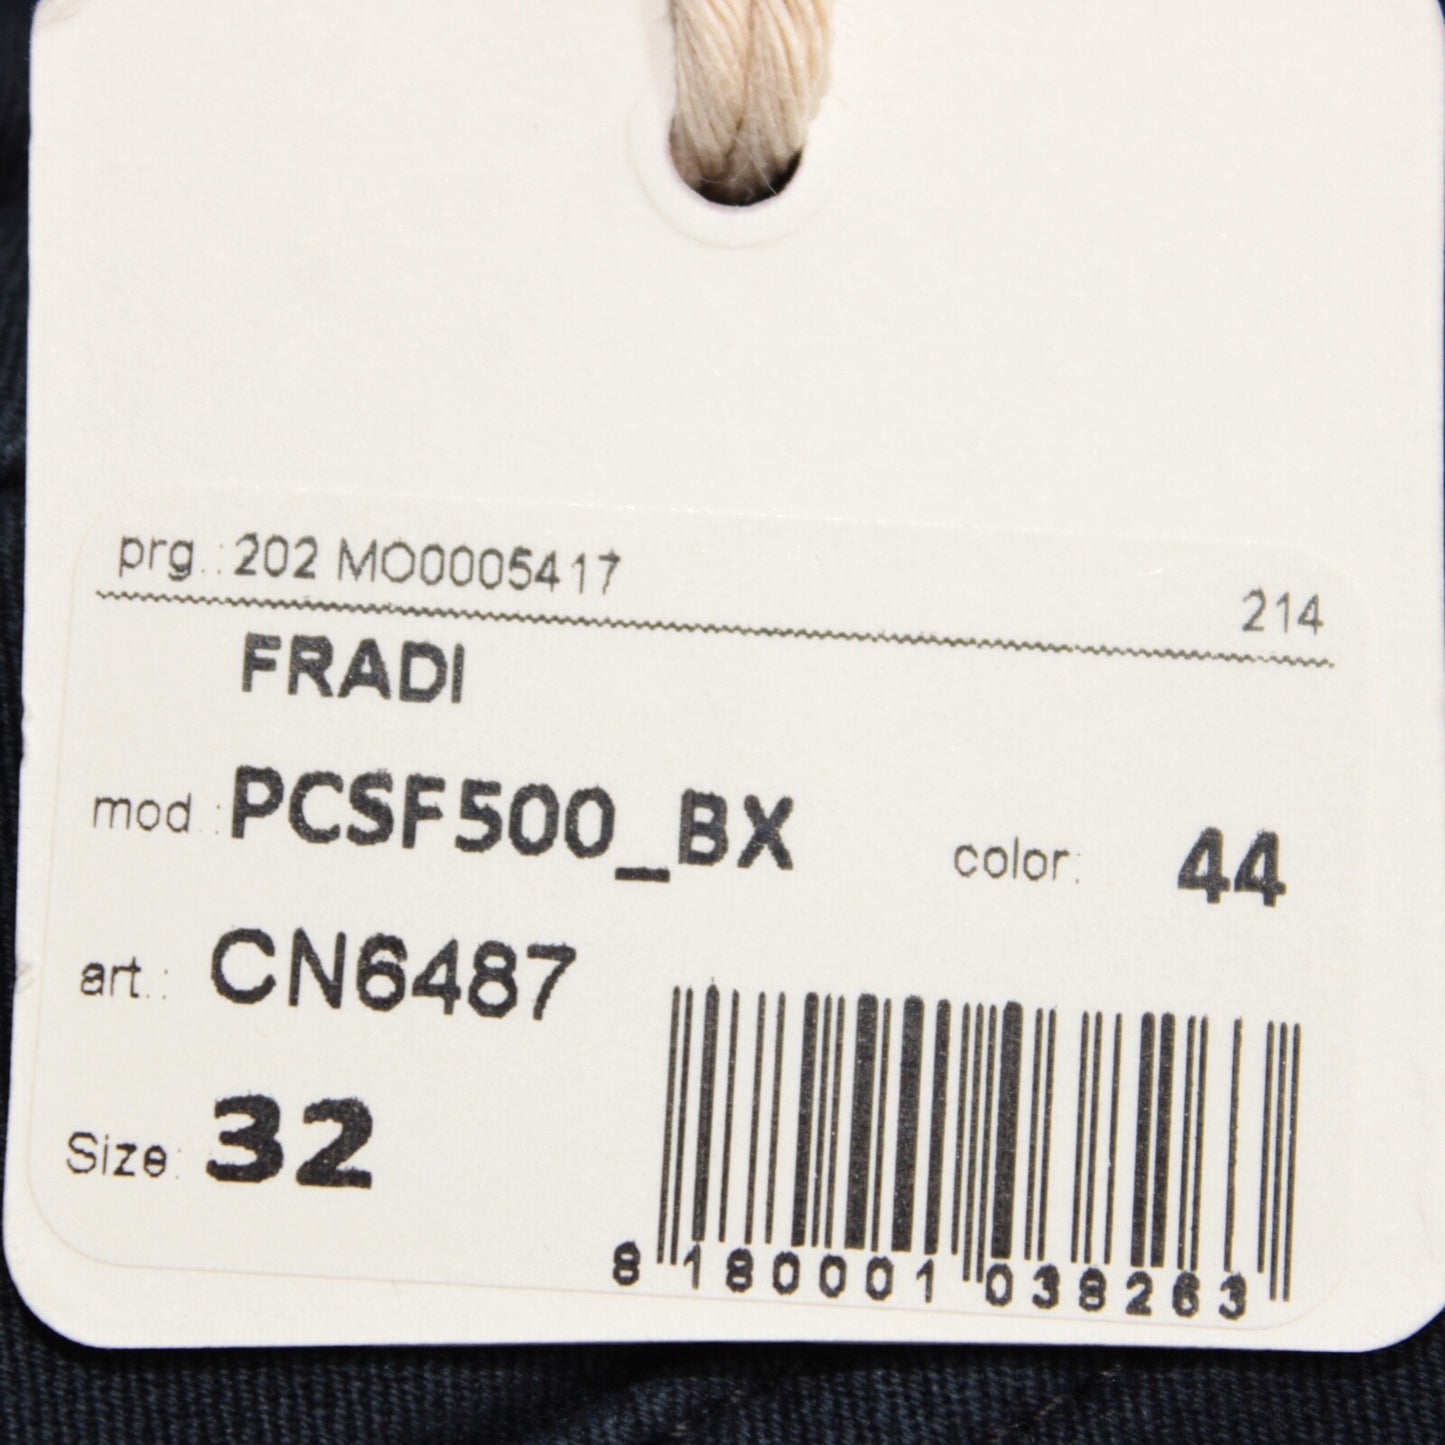 prg.: 202 MO0005417
214
FRADI
mod.: PCSF500_BX
color: 44
art.: CN6487
Size: 32
8 180001 038263